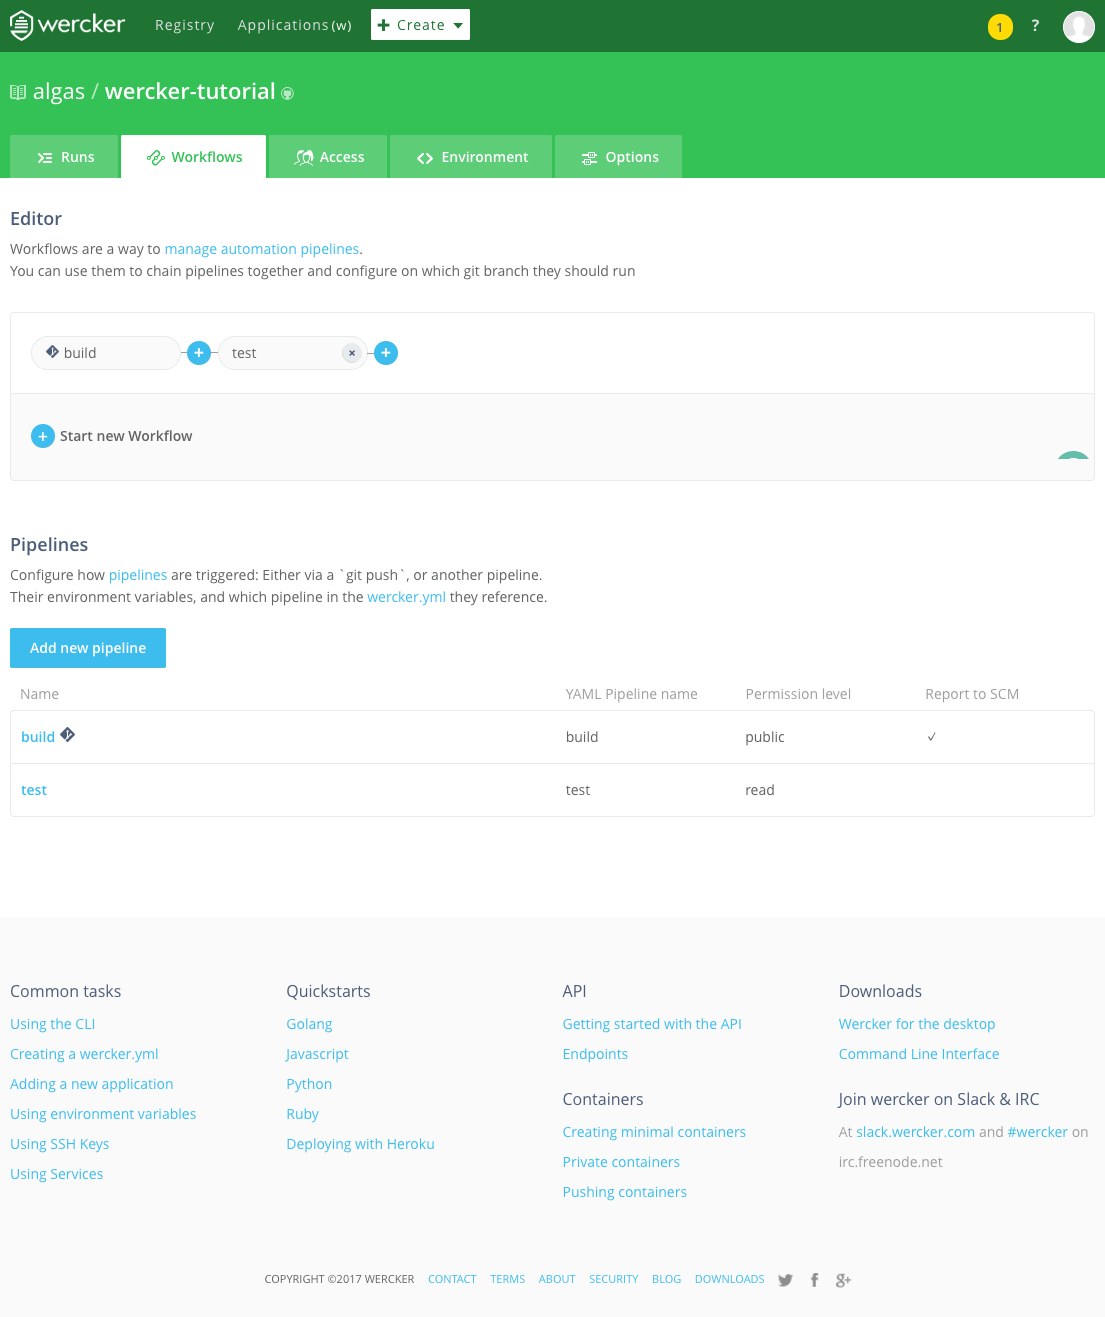 wercker Registry Applications (w) Create 1 ?
algas / wercker-tutorial
Runs Workflows Access Environment Options
Editor
Workflows are a way to manage automation pipelines.
You can use them to chain pipelines together and configure on which git branch they should run
build + test × +
+ Start new Workflow
Pipelines
Configure how pipelines are triggered: Either via a `git push`, or another pipeline.
Their environment variables, and which pipeline in the wercker.yml they reference.
Add new pipeline
Name YAML Pipeline name Permission level Report to SCM
build build public ✓
test test read
Common tasks
Using the CLI
Creating a wercker.yml
Adding a new application
Using environment variables
Using SSH Keys
Using Services
Quickstarts
Golang
Javascript
Python
Ruby
Deploying with Heroku
API
Getting started with the API
Endpoints
Containers
Creating minimal containers
Private containers
Pushing containers
Downloads
Wercker for the desktop
Command Line Interface
Join wercker on Slack & IRC
At slack.wercker.com and #wercker on
irc.freenode.net
COPYRIGHT ©2017 WERCKER CONTACT TERMS ABOUT SECURITY BLOG DOWNLOADS